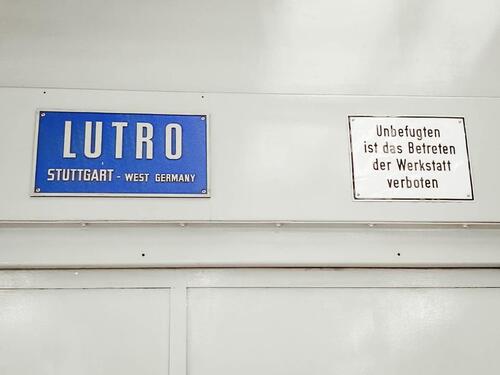 LUTRO
STUTTGART - WEST GERMANY
Unbefugten
ist das Betreten
der Werkstatt
verboten